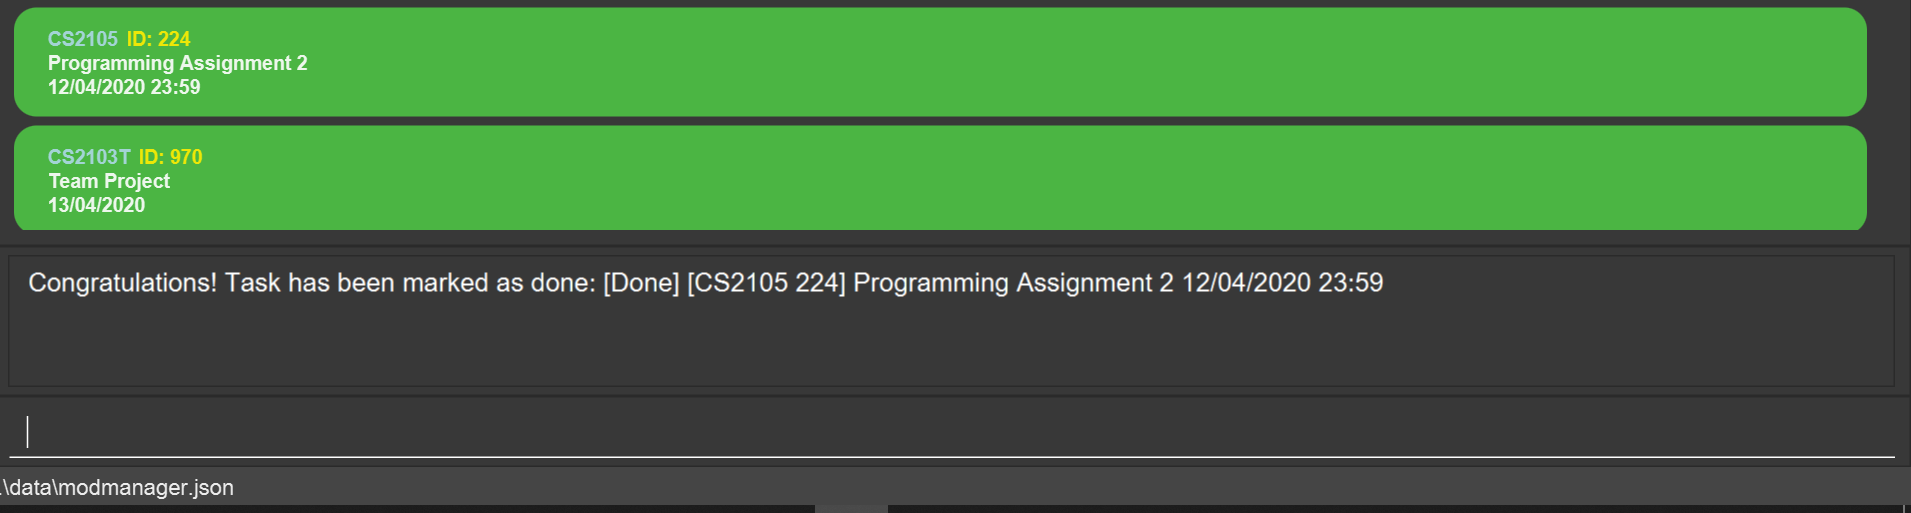 CS2105 ID: 224
Programming Assignment 2
12/04/2020 23:59
CS2103T ID: 970
Team Project
13/04/2020
Congratulations! Task has been marked as done: [Done] [CS2105 224] Programming Assignment 2 12/04/2020 23:59
.\data\modmanager.json